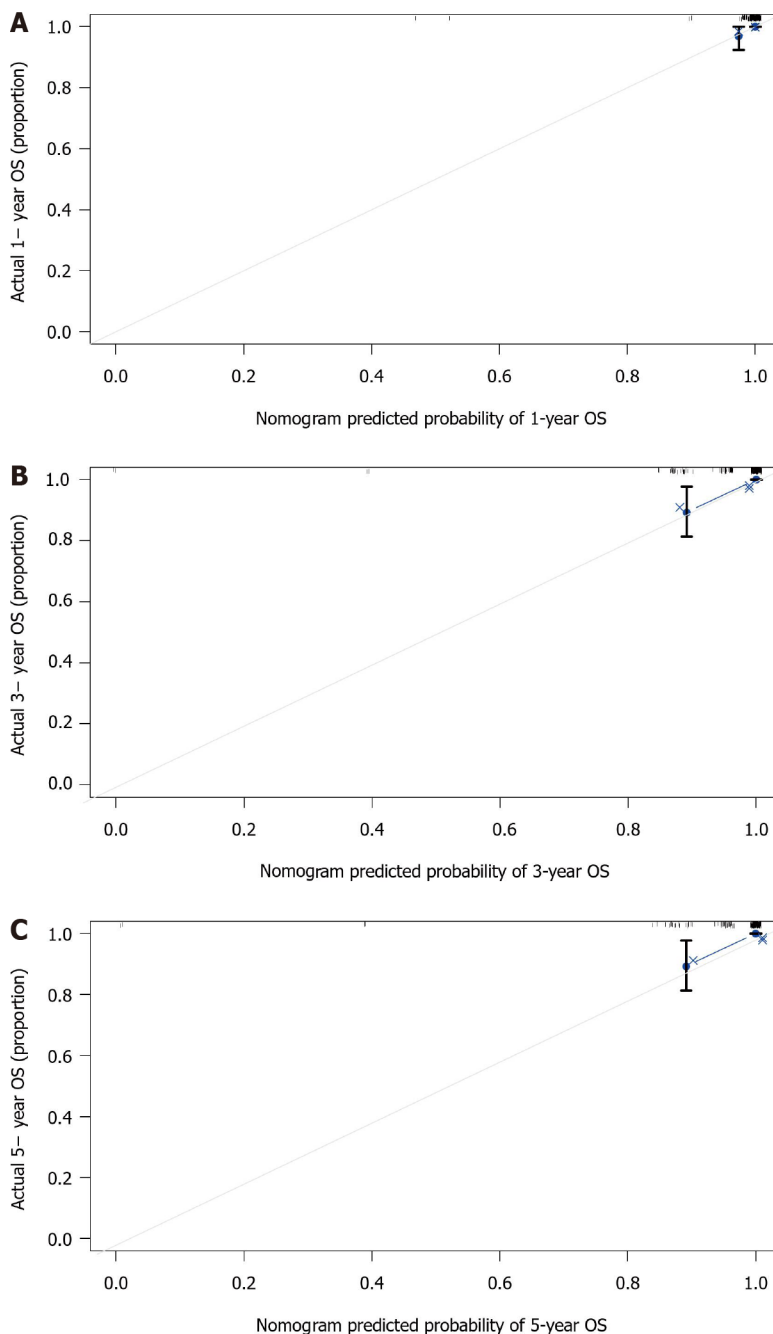 A
1.0
0.8
0.6
0.4
0.2
0.0
Actual 1− year OS (proportion)
0.0 0.2 0.4 0.6 0.8 1.0
Nomogram predicted probability of 1-year OS
B
1.0
0.8
0.6
0.4
0.2
0.0
Actual 3− year OS (proportion)
0.0 0.2 0.4 0.6 0.8 1.0
Nomogram predicted probability of 3-year OS
C
1.0
0.8
0.6
0.4
0.2
0.0
Actual 5− year OS (proportion)
0.0 0.2 0.4 0.6 0.8 1.0
Nomogram predicted probability of 5-year OS